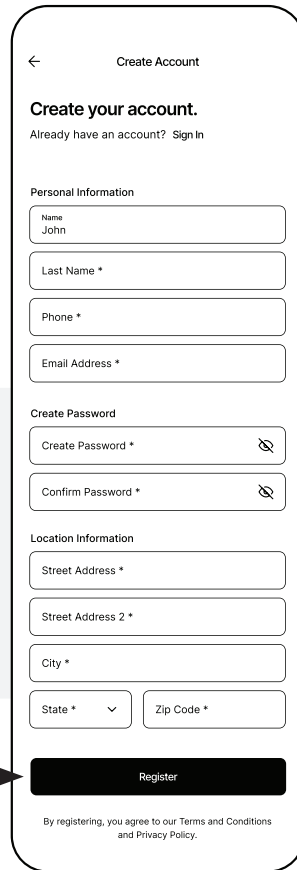 Create Account
Create your account.
Already have an account? Sign In
Personal Information
Name
John
Last Name *
Phone *
Email Address *
Create Password
Create Password *
Confirm Password *
Location Information
Street Address *
Street Address 2 *
City *
State * Zip Code *
Register
By registering, you agree to our Terms and Conditions
and Privacy Policy.